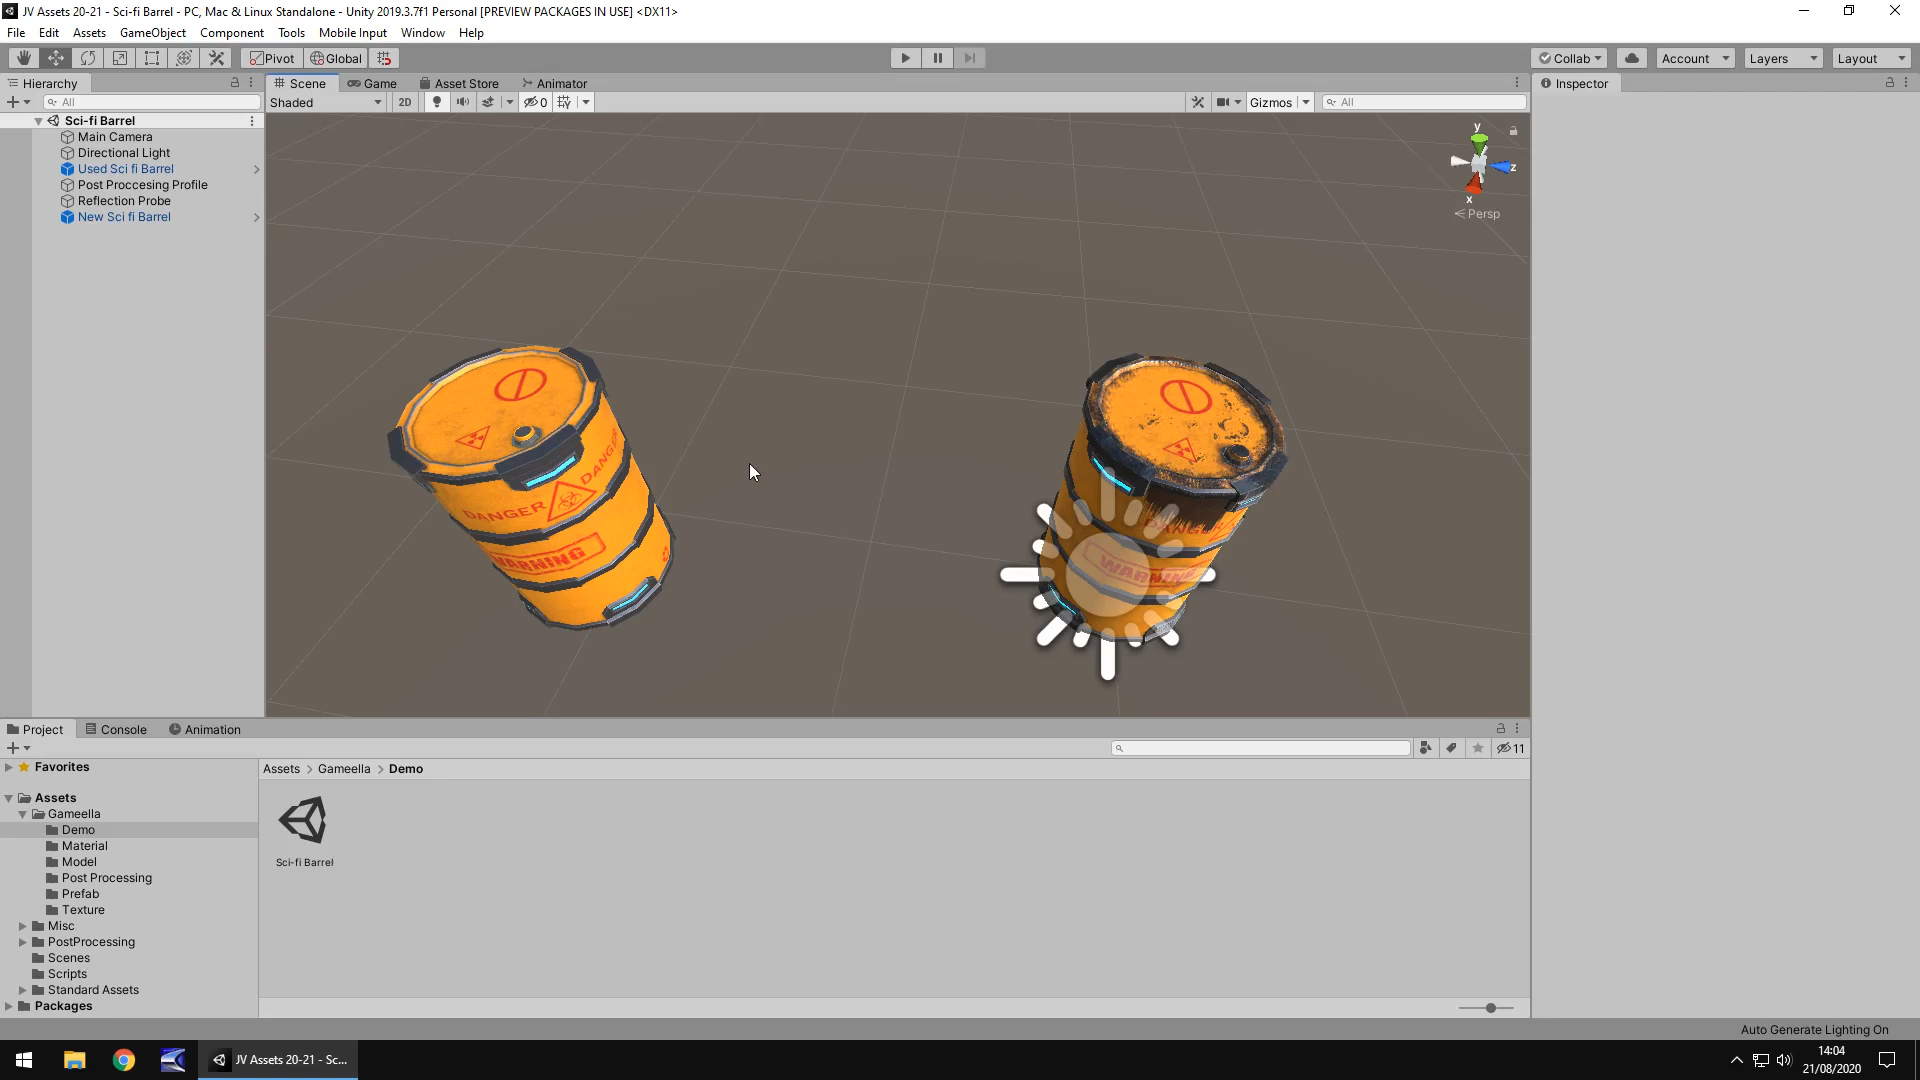 JV Assets 20-21 - Sci-fi Barrel - PC, Mac & Linux Standalone - Unity 2019.3.7f1 Personal [PREVIEW PACKAGES IN USE] <DX11>
File Edit Assets GameObject Component Tools Mobile Input Window Help
Pivot Global Collab Account Layers Layout
Hierarchy Scene Game Asset Store Animator Inspector
All Shaded 2D 0 Gizmos All
Sci-fi Barrel
Main Camera
Directional Light
Used Sci fi Barrel
Post Proccesing Profile
Reflection Probe
New Sci fi Barrel
y
z
x
Persp
DANGER DANGER
WARNING
DANGER
WARNING
Project Console Animation
11
Favorites
Assets > Gameella > Demo
Assets
Gameella
Demo
Material
Model
Post Processing
Prefab
Texture
Misc
PostProcessing
Scenes
Scripts
Standard Assets
Packages
Sci-fi Barrel
Auto Generate Lighting On
JV Assets 20-21 - Sc...
14:04
21/08/2020